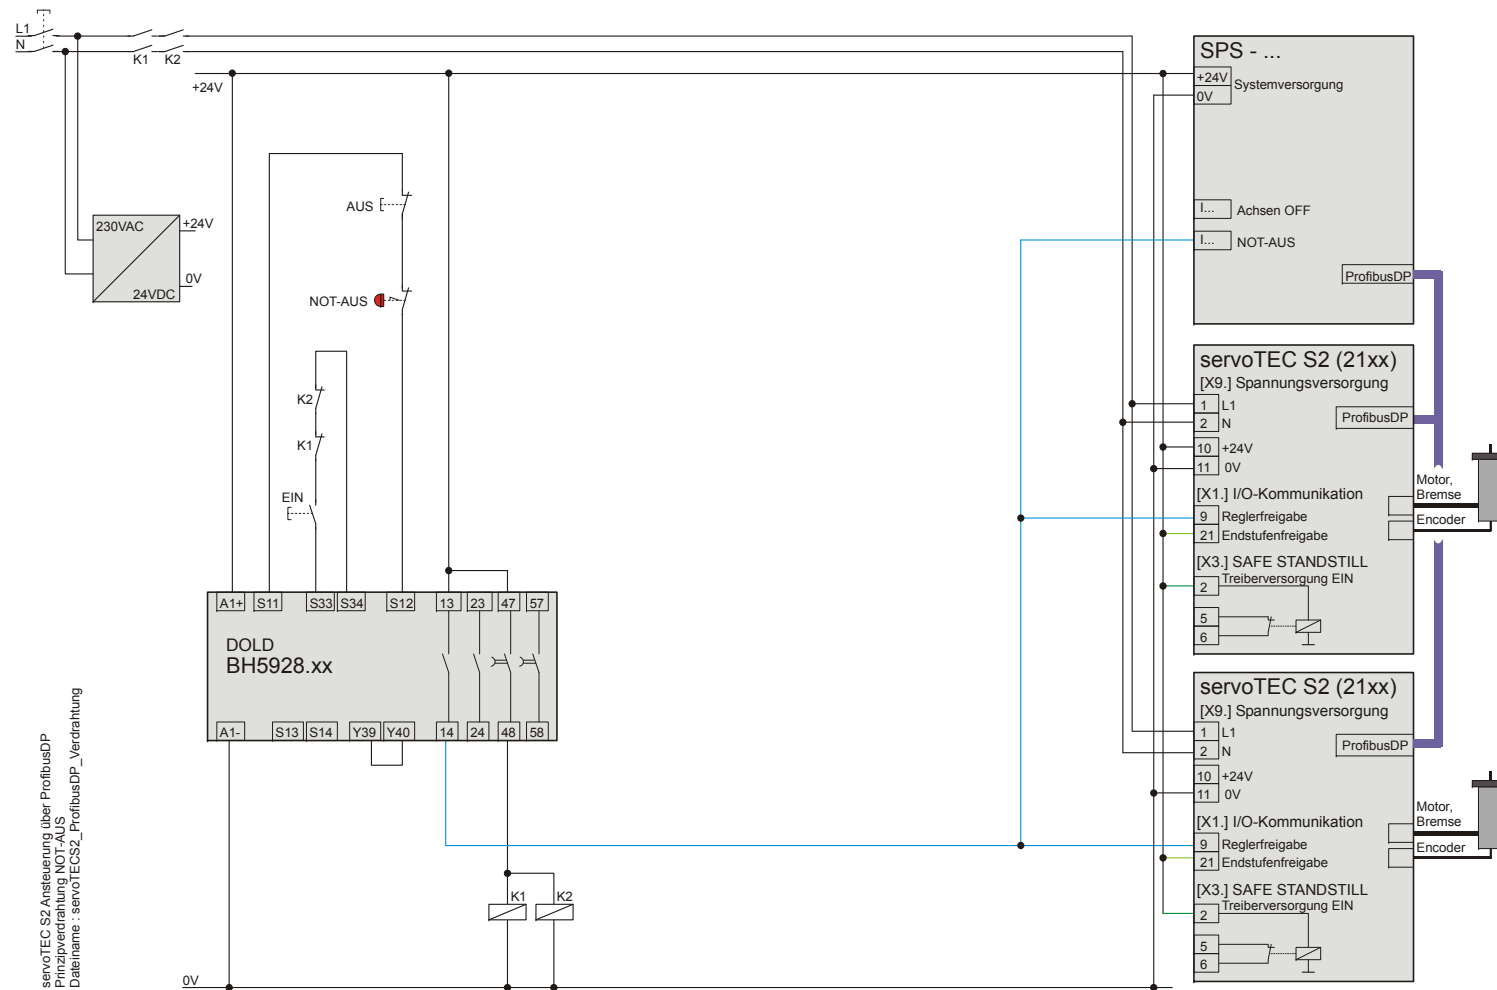 L1
N
K1 K2
+24V
230VAC
24VDC
+24V
0V
AUS
NOT-AUS
K2
K1
EIN
A1+ S11 S33 S34 S12 13 23 47 57
DOLD
BH5928.xx
A1- S13 S14 Y39 Y40 14 24 48 58
K1 K2
0V
servoTEC S2 Ansteuerung über ProfibusDP
Prinzipverdrahtung NOT-AUS
Dateiname : servoTECS2_ProfibusDP_Verdrahtung
SPS - ...
+24V
0V
Systemversorgung
I... Achsen OFF
I... NOT-AUS
ProfibusDP
servoTEC S2 (21xx)
[X9.] Spannungsversorgung
1 L1
2 N
ProfibusDP
10 +24V
11 0V
[X1.] I/O-Kommunikation
9 Reglerfreigabe
21 Endstufenfreigabe
[X3.] SAFE STANDSTILL
2 Treiberversorgung EIN
5
6
Motor,
Bremse
Encoder
servoTEC S2 (21xx)
[X9.] Spannungsversorgung
1 L1
2 N
ProfibusDP
10 +24V
11 0V
[X1.] I/O-Kommunikation
9 Reglerfreigabe
21 Endstufenfreigabe
[X3.] SAFE STANDSTILL
2 Treiberversorgung EIN
5
6
Motor,
Bremse
Encoder